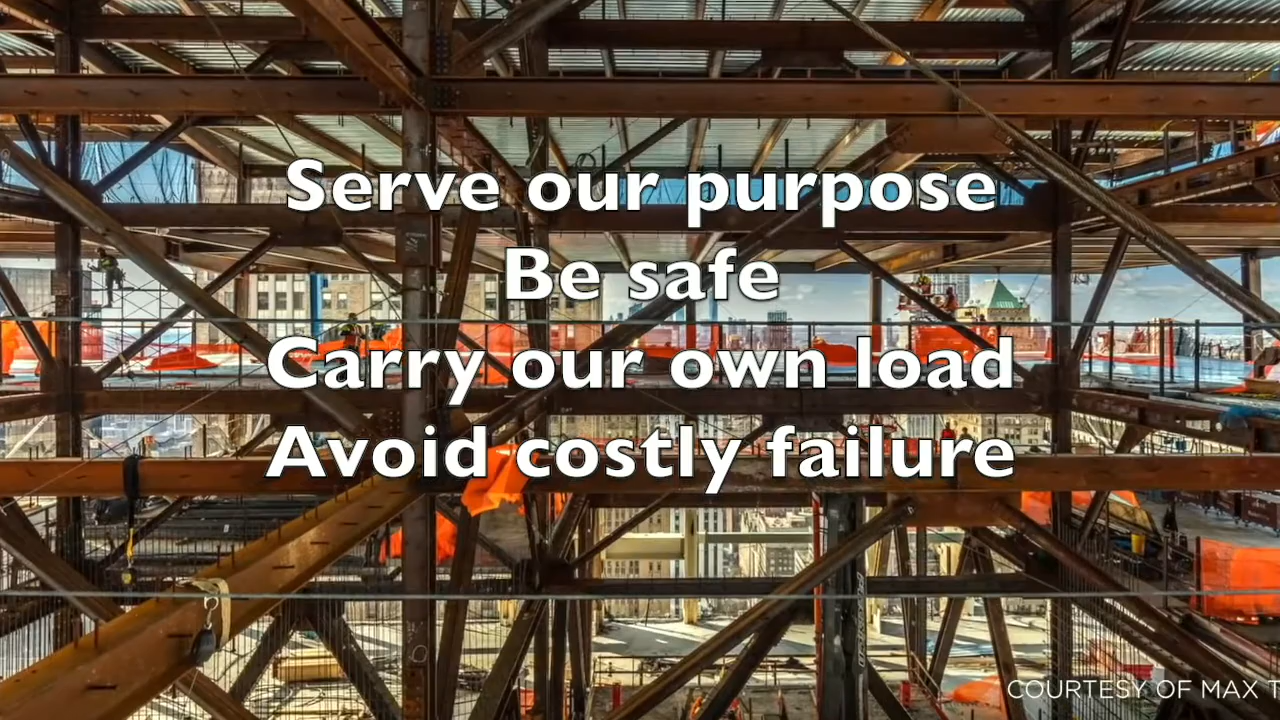 Serve our purpose
Be safe
Carry our own load
Avoid costly failure
COURTESY OF MAX T